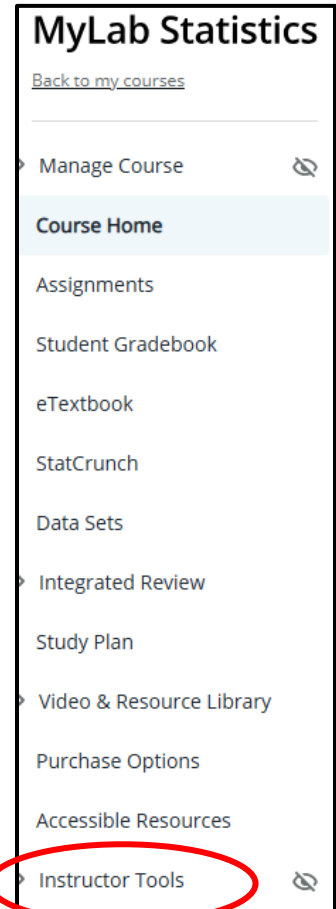 MyLab Statistics
Back to my courses
Manage Course
Course Home
Assignments
Student Gradebook
eTextbook
StatCrunch
Data Sets
Integrated Review
Study Plan
Video & Resource Library
Purchase Options
Accessible Resources
Instructor Tools